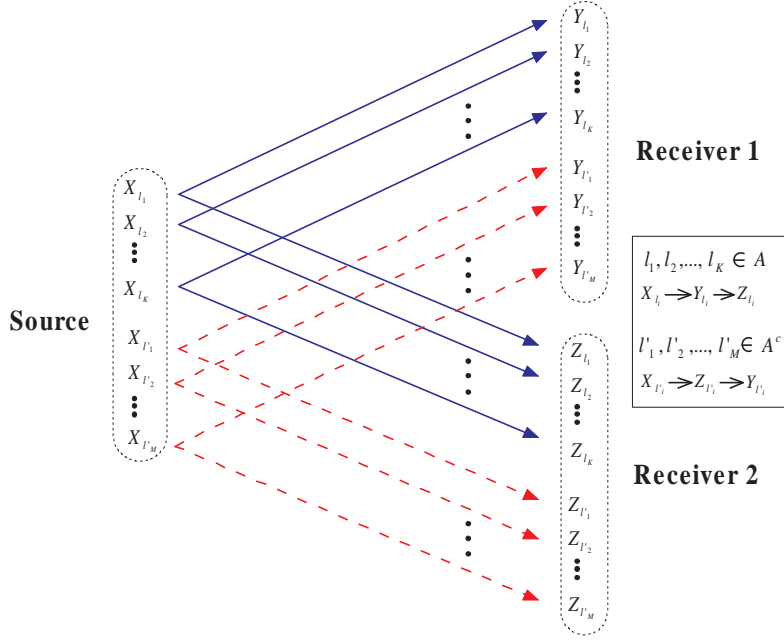 Source
X_{l_1}
X_{l_2}
X_{l_K}
X_{l'_1}
X_{l'_2}
X_{l'_M}
Y_{l_1}
Y_{l_2}
Y_{l_K}
Y_{l'_1}
Y_{l'_2}
Y_{l'_M}
Receiver 1
Z_{l_1}
Z_{l_2}
Z_{l_K}
Z_{l'_1}
Z_{l'_2}
Z_{l'_M}
Receiver 2
l_1, l_2, ..., l_K ∈ A
X_{l_i} → Y_{l_i} → Z_{l_i}
l'_1, l'_2, ..., l'_M ∈ A^c
X_{l'_i} → Z_{l'_i} → Y_{l'_i}